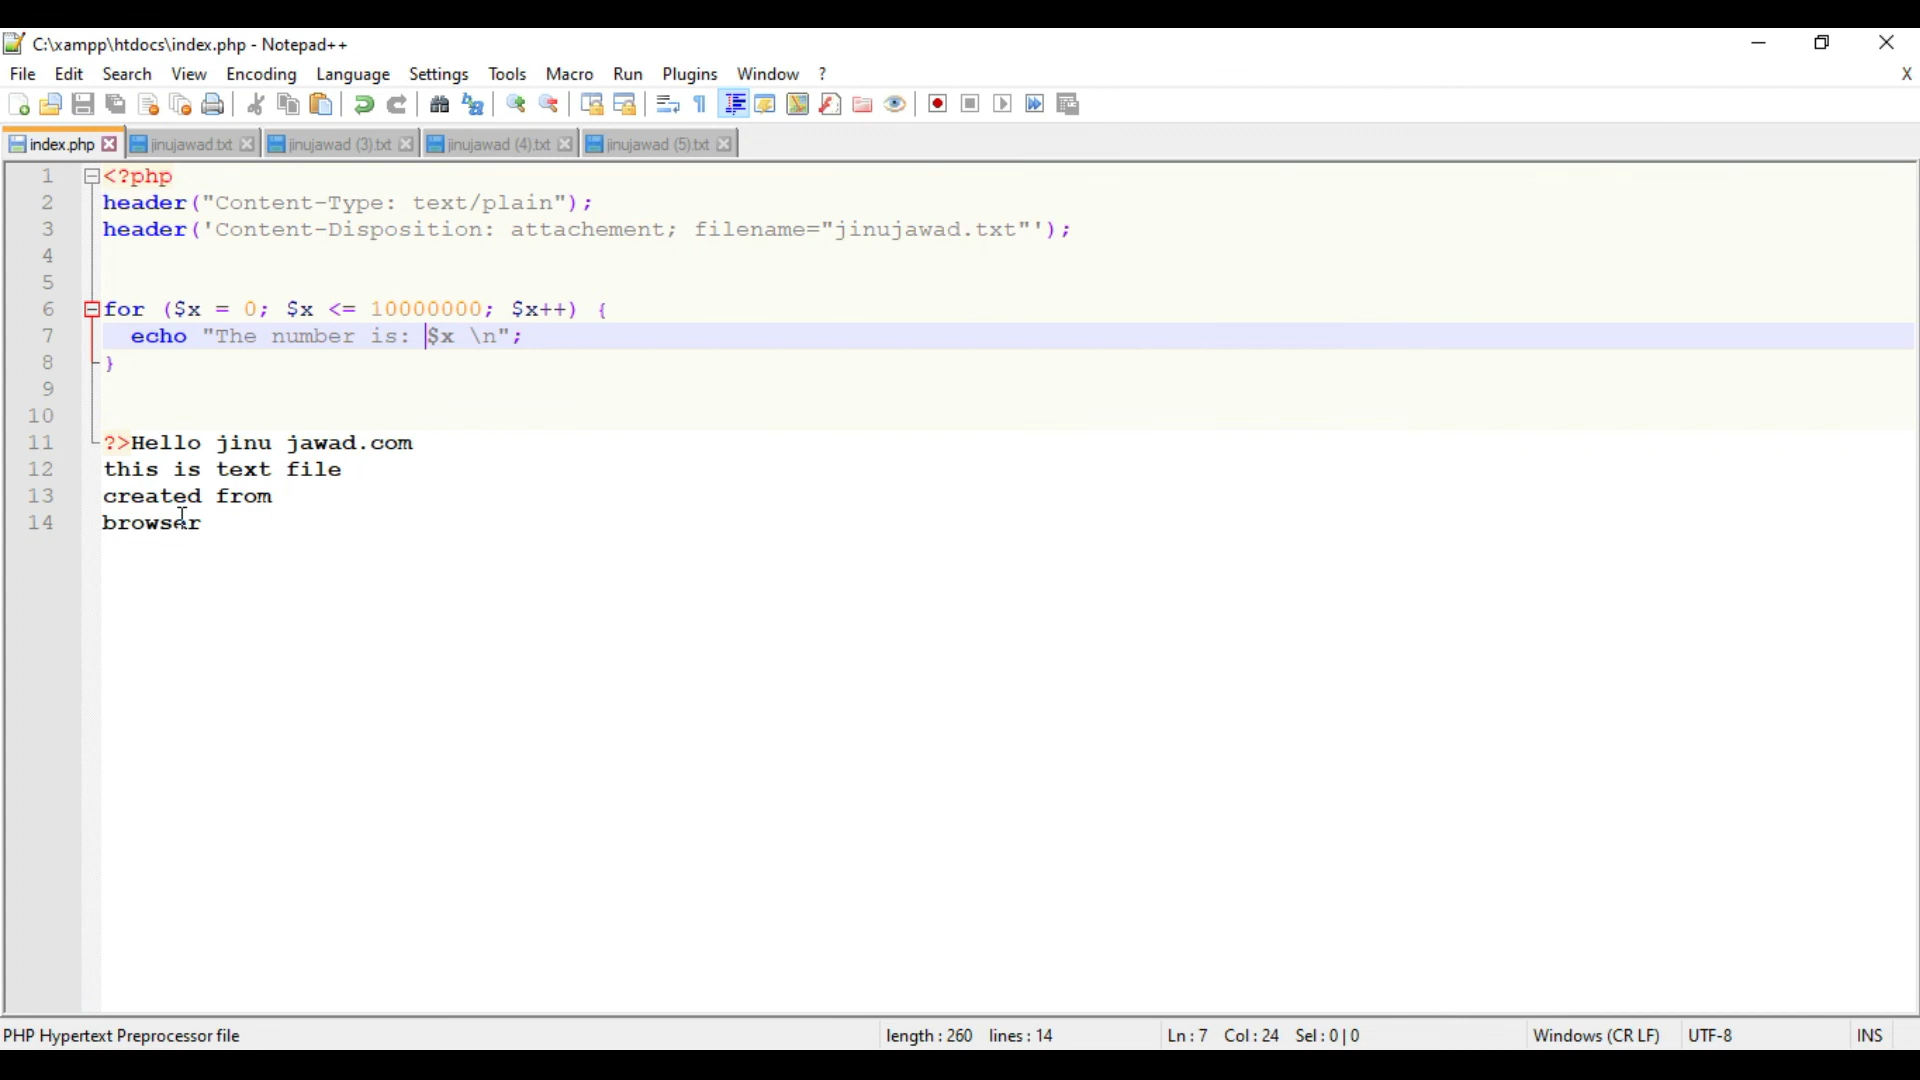 C:\xampp\htdocs\index.php - Notepad++
File Edit Search View Encoding Language Settings Tools Macro Run Plugins Window ? X
index.php jinujawad.txt jinujawad (3).txt jinujawad (4).txt jinujawad (5).txt
1 <?php
2 header("Content-Type: text/plain");
3 header('Content-Disposition: attachement; filename="jinujawad.txt"');
4
5
6 for ($x = 0; $x <= 10000000; $x++) {
7 echo "The number is: $x \n";
8 }
9
10
11 ?>Hello jinu jawad.com
12 this is text file
13 created from
14 browser
PHP Hypertext Preprocessor file length : 260 lines : 14 Ln : 7 Col : 24 Sel : 0 | 0 Windows (CR LF) UTF-8 INS